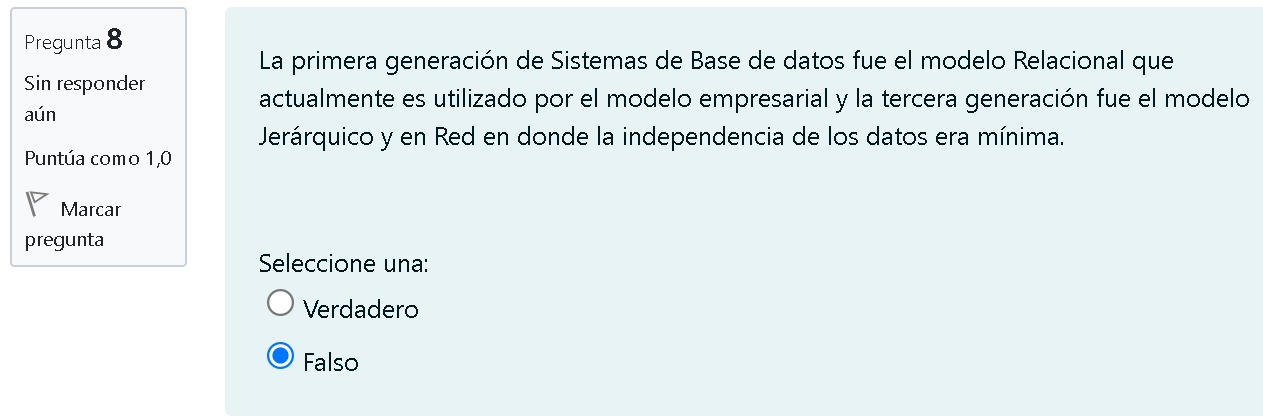 Pregunta 8
Sin responder
aún
Puntúa como 1,0
Marcar
pregunta
La primera generación de Sistemas de Base de datos fue el modelo Relacional que
actualmente es utilizado por el modelo empresarial y la tercera generación fue el modelo
Jerárquico y en Red en donde la independencia de los datos era mínima.
Seleccione una:
Verdadero
Falso